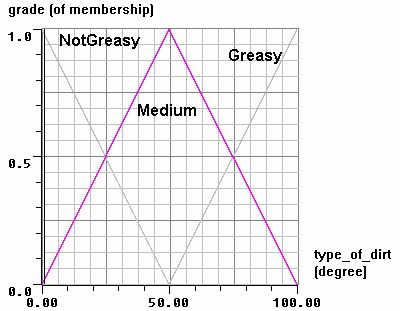 grade (of membership)
1.0
NotGreasy
Greasy
Medium
0.5
type_of_dirt
(degree)
0.0
0.00 50.00 100.00